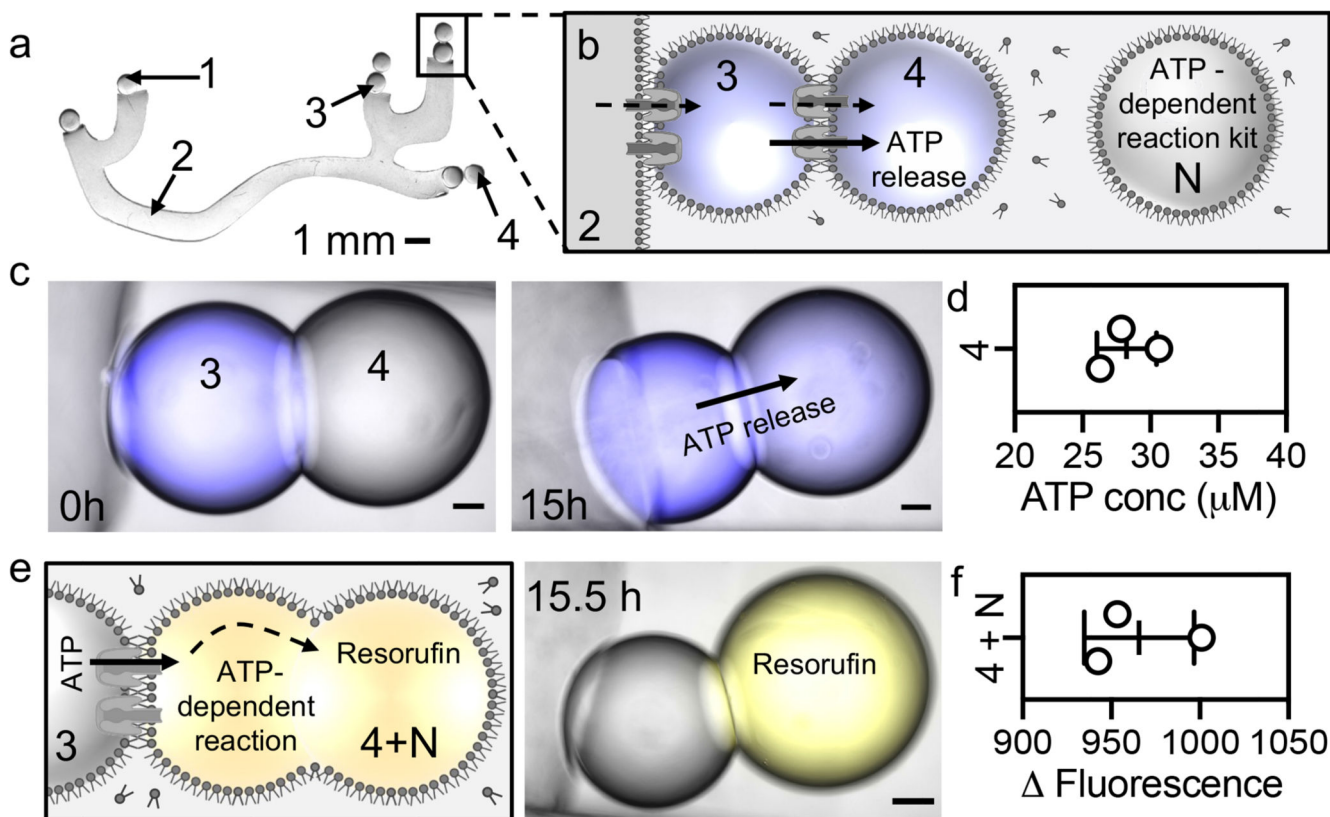 a
1
2
3
4
1 mm
b
3
4
ATP -
dependent
reaction kit
N
ATP
release
2
c
3
4
0h
ATP release
15h
d
4
20 25 30 35 40
ATP conc (μM)
e
ATP
3
ATP-
dependent
reaction
Resorufin
4+N
15.5 h
Resorufin
f
4 + N
900 950 1000 1050
Δ Fluorescence